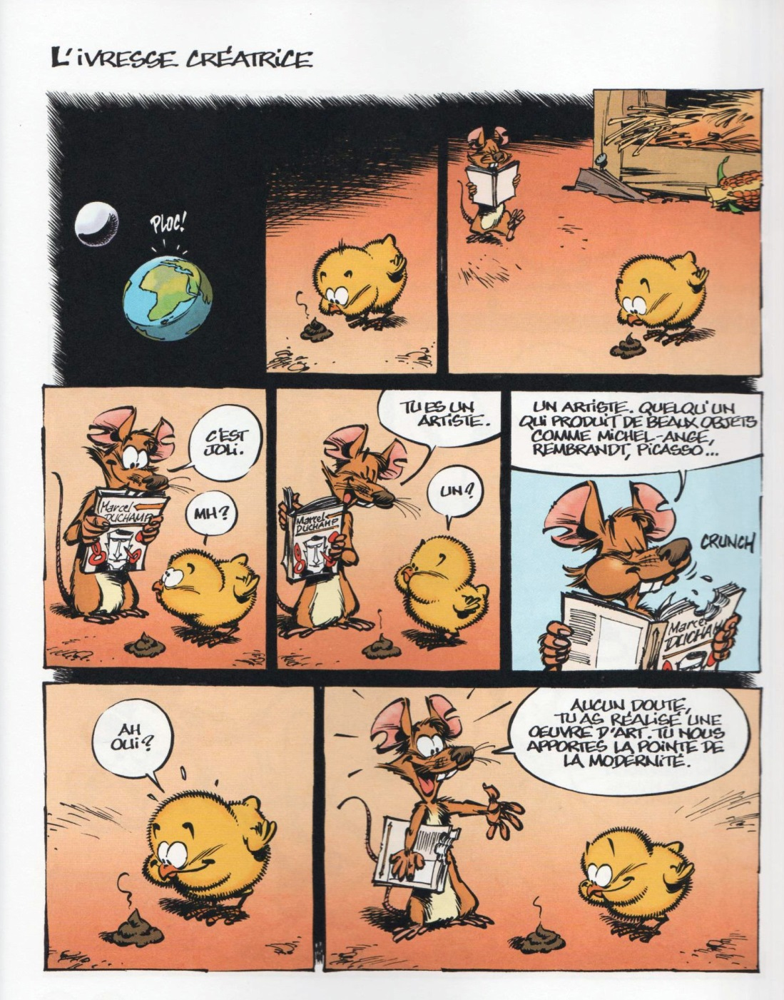 L'IVRESSE CRÉATRICE
PLOC!
C'EST
JOLI.
Marcel
DUCHAMP
MH?
TU ES UN
ARTISTE.
Marcel
DUCHAMP
UN?
UN ARTISTE. QUELQU'UN
QUI PRODUIT DE BEAUX OBJETS
COMME MICHEL-ANGE,
REMBRANDT, PICASSO...
CRUNCH
Marcel
DUCHAM
AH
OUI?
AUCUN DOUTE,
TU AS RÉALISÉ UNE
OEUVRE D'ART. TU NOUS
APPORTES LA POINTE DE
LA MODERNITÉ.